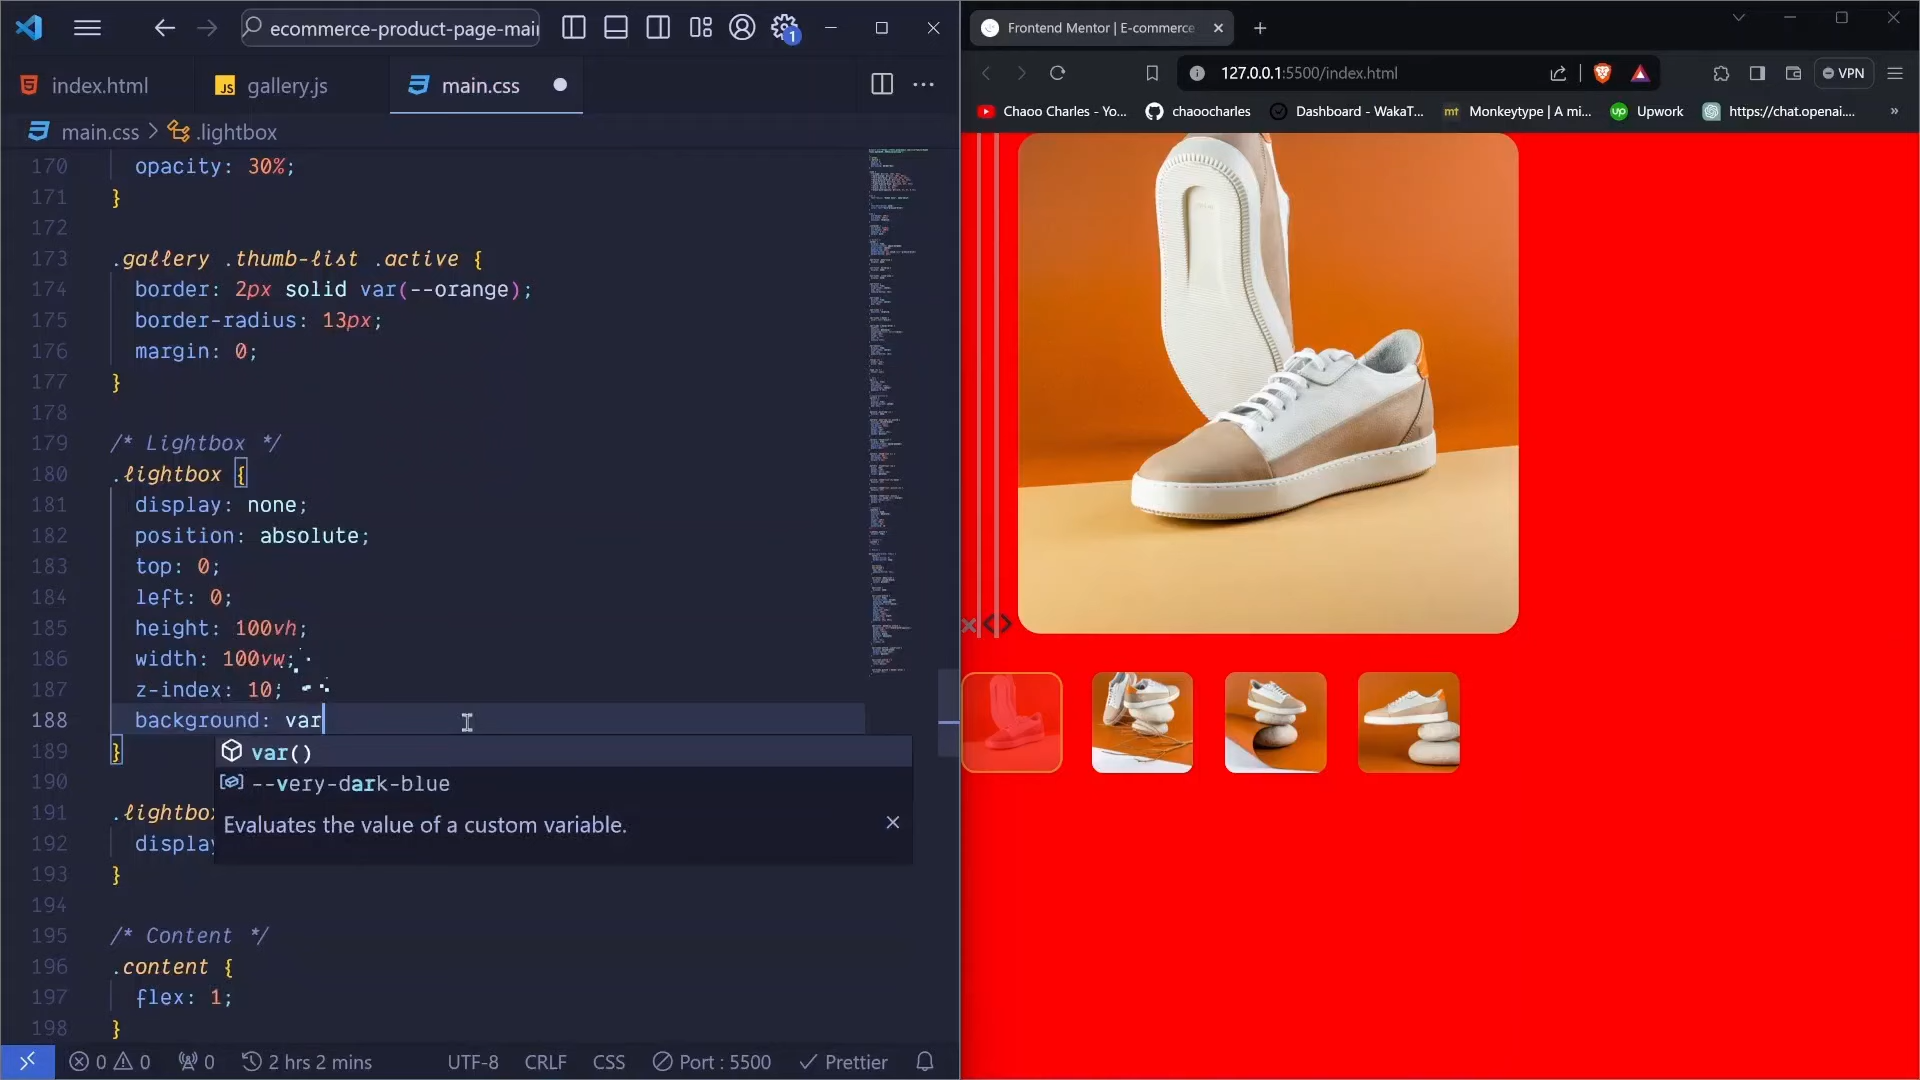 ecommerce-product-page-mai
index.html
gallery.js
main.css
main.css > .lightbox
170 opacity: 30%;
171 }
172
173 .gallery .thumb-list .active {
174 border: 2px solid var(--orange);
175 border-radius: 13px;
176 margin: 0;
177 }
178
179 /* Lightbox */
180 .lightbox {
181 display: none;
182 position: absolute;
183 top: 0;
184 left: 0;
185 height: 100vh;
186 width: 100vw;
187 z-index: 10;
188 background: var
189 }
var()
--very-dark-blue
Evaluates the value of a custom variable.
190
191 .lightbo
192 display
193 }
194
195 /* Content */
196 .content {
197 flex: 1;
198 }
0 0 0 2 hrs 2 mins UTF-8 CRLF CSS Port : 5500 Prettier
1
Frontend Mentor | E-commerce
127.0.0.1:5500/index.html
VPN
Chaoo Charles - Yo...
chaoocharles
Dashboard - WakaT...
mt Monkeytype | A mi...
up Upwork
https://chat.openai....
»